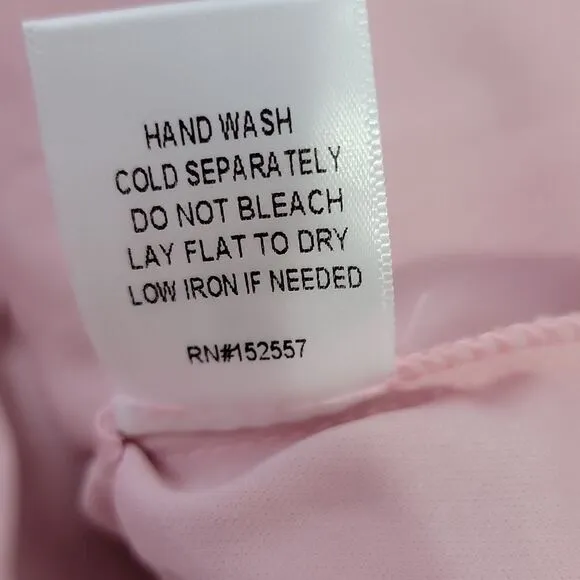 HAND WASH
COLD SEPARATELY
DO NOT BLEACH
LAY FLAT TO DRY
LOW IRON IF NEEDED
RN#152557